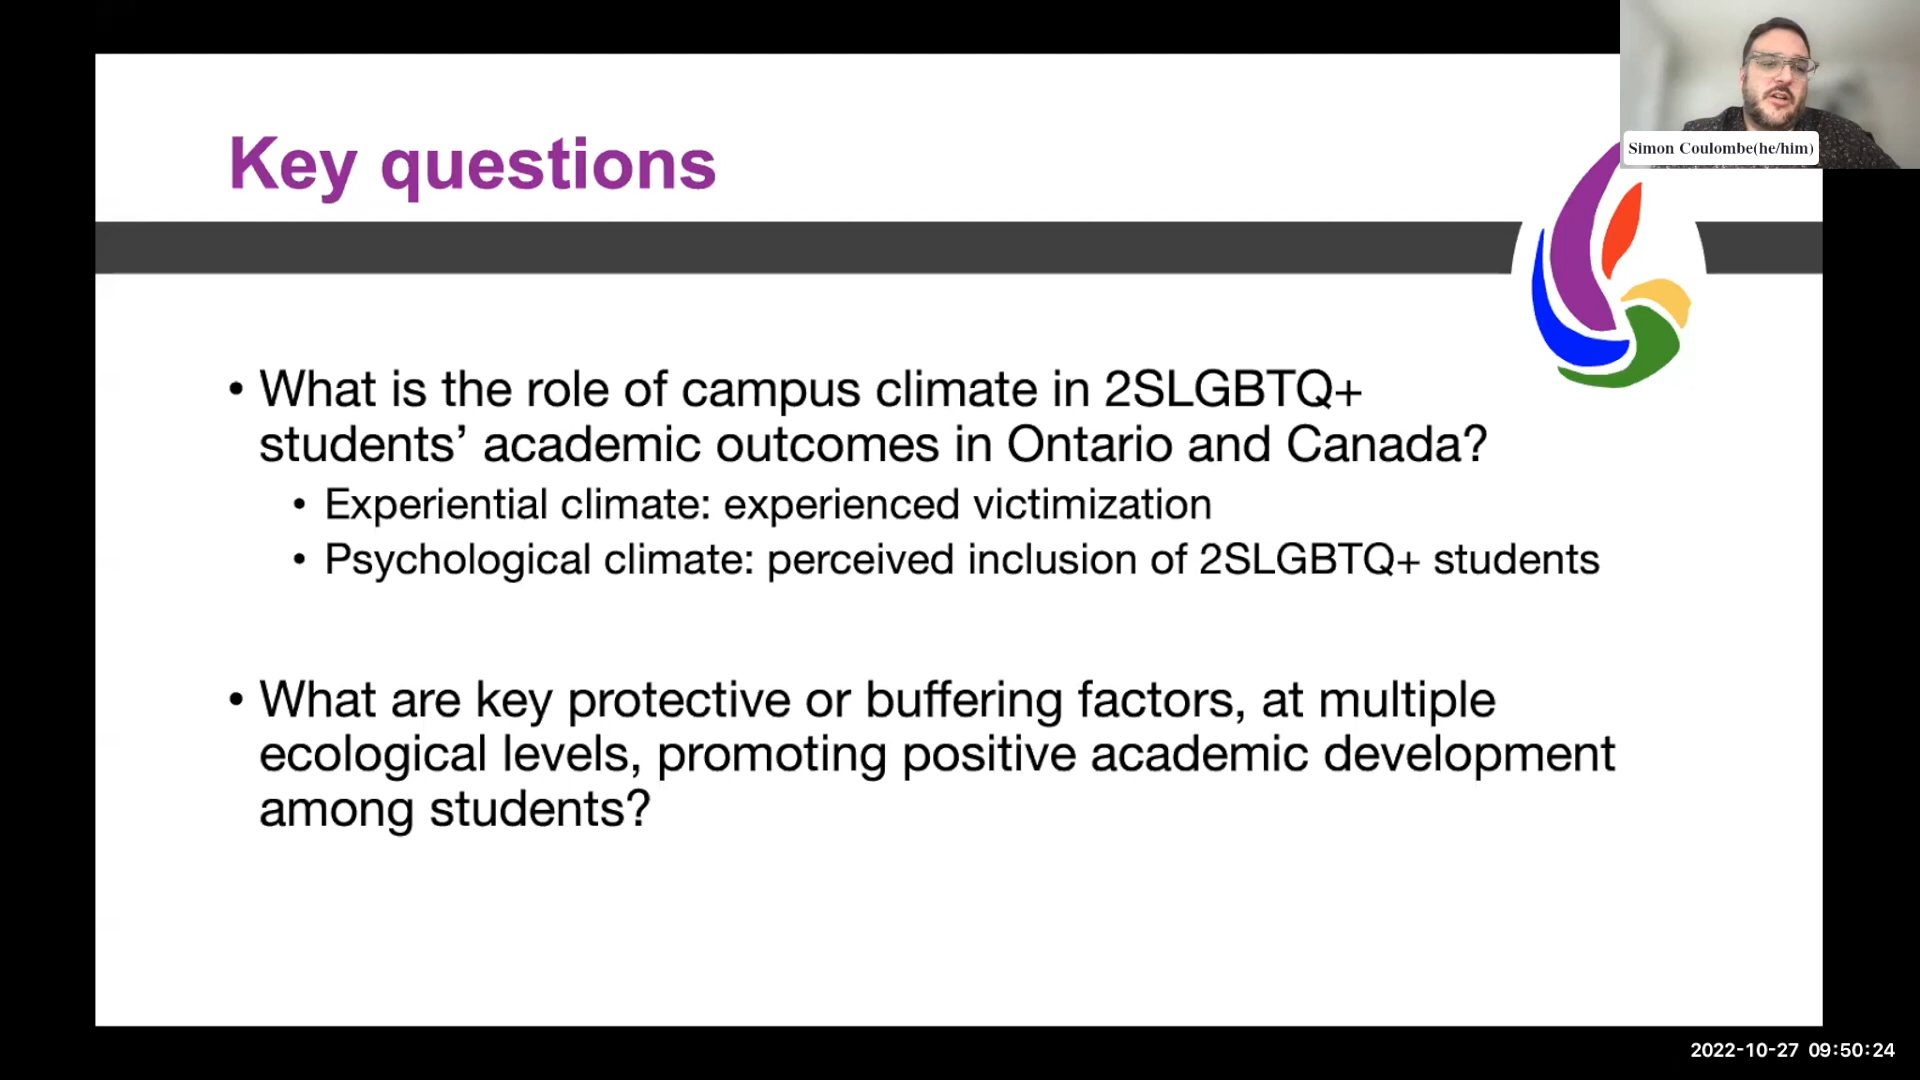 Simon Coulombe(he/him)
Key questions
• What is the role of campus climate in 2SLGBTQ+
students’ academic outcomes in Ontario and Canada?
• Experiential climate: experienced victimization
• Psychological climate: perceived inclusion of 2SLGBTQ+ students
• What are key protective or buffering factors, at multiple
ecological levels, promoting positive academic development
among students?
2022-10-27 09:50:24